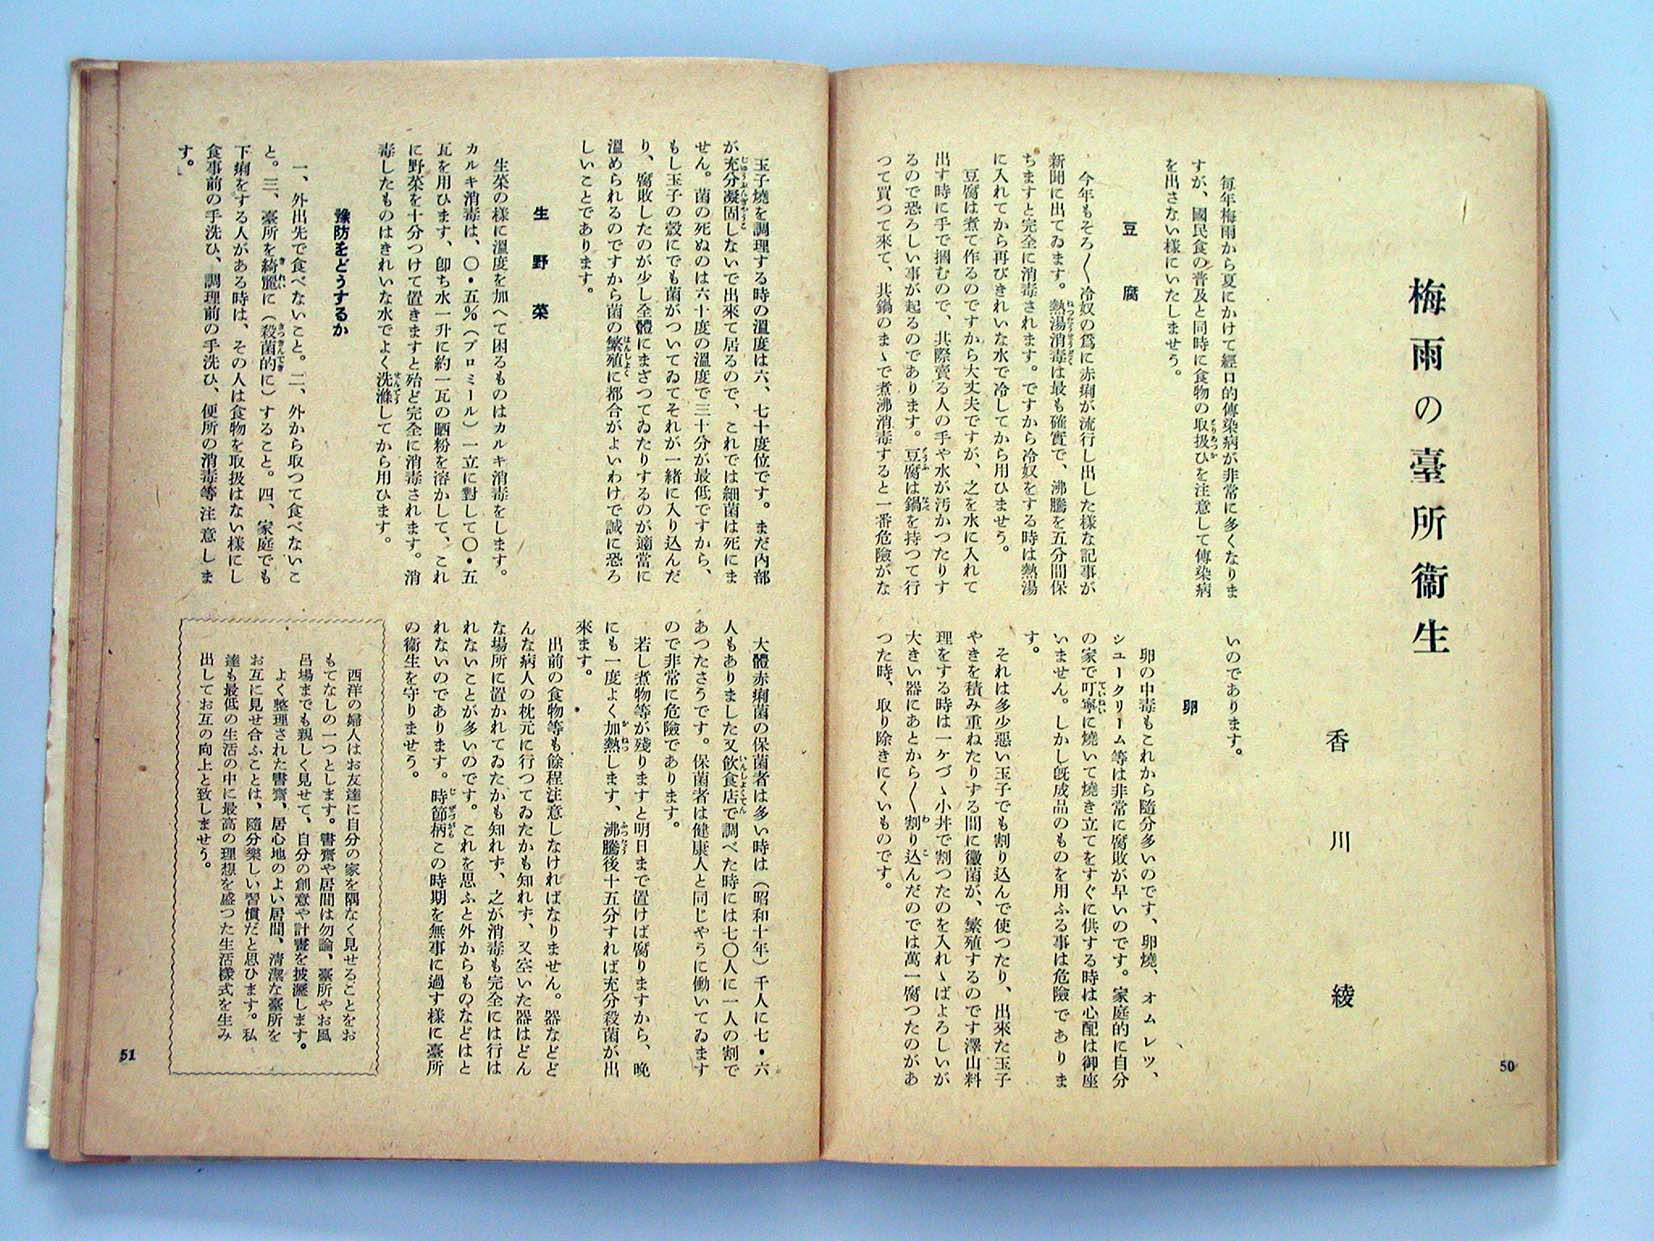 梅雨の臺所衞生
香川綾
毎年梅雨から夏にかけて經口的傳染病が非常に多くなりま
すが、國民食の普及と同時に食物の取扱ひを注意して傳染病
を出さない樣にいたしませう。
豆腐
今年もそろ〳〵冷奴の爲に赤痢が流行し出した樣な記事が
新聞に出てゐます。熱湯消毒は最も確實で、沸騰を五分間保
ちますと完全に消毒されます。ですから冷奴をする時は熱湯
に入れてから再びきれいな水で冷してから用ひませう。
豆腐は煮て作るのですから大丈夫ですが、之を水に入れて
出す時に手で掴むので、其際賣る人の手や水が汚かつたりす
るので恐ろしい事が起るのであります。豆腐は鍋を持つて行
つて買つて來て、其鍋のまゝで煮沸消毒すると一番危險がな
いのであります。
卵
卵の中毒もこれから隨分多いのです、卵燒、オムレツ、
シユークリーム等は非常に腐敗が早いのです。家庭的に自分
の家で叮寧に燒いて燒き立てをすぐに供する時は心配は御座
いません。しかし既成品のものを用ふる事は危險でありま
す。
それは多少惡い玉子でも割り込んで使つたり、出來た玉子
やきを積み重ねたりする間に黴菌が、繁殖するのです澤山料
理をする時は一ケづゝ小丼で割つたのを入れゝばよろしいが
大きい器にあとから〳〵割り込んだのでは萬一腐つたのがあ
つた時、取り除きにくいものです。
50
玉子燒を調理する時の溫度は六、七十度位です。まだ內部
が充分凝固しないで出來て居るので、これでは細菌は死にま
せん。菌の死ぬのは六十度の溫度で三十分が最低ですから、
もし玉子の殼にでも菌がついてゐてそれが一緒に入り込んだ
り、腐敗したのが少し全體にまざつてゐたりするのが適當に
溫められるのですから菌の繁殖に都合がよいわけで誠に恐ろ
しいことであります。
生野菜
生菜の樣に溫度を加へて困るものはカルキ消毒をします。
カルキ消毒は、〇・五％（プロミール）一立に對して〇・五
瓦を用ひます、卽ち水一升に約一瓦の晒粉を溶かして、これ
に野菜を十分つけて置きますと殆ど完全に消毒されます。消
毒したものはきれいな水でよく洗滌してから用ひます。
豫防をどうするか
一、外出先で食べないこと。二、外から取つて食べないこ
と。三、臺所を綺麗に（殺菌的に）すること。四、家庭でも
下痢をする人がある時は、その人は食物を取扱はない樣にし
食事前の手洗ひ、調理前の手洗ひ、便所の消毒等注意しま
す。
大體赤痢菌の保菌者は多い時は（昭和十年）千人に七・六
人もありました又飲食店で調べた時には七〇人に一人の割で
あつたさうです。保菌者は健康人と同じやうに働いてゐます
ので非常に危險であります。
若し煮物等が殘りますと明日まで置けば腐りますから、晩
にも一度よく加熱します、沸騰後十五分すれば充分殺菌が出
來ます。
出前の食物等も餘程注意しなければなりません。器などど
んな病人の枕元に行つてゐたかも知れず、又空いた器はどん
な場所に置かれてゐたかも知れず、之が消毒も完全には行は
れないことが多いのです。これを思ふと外からものなどはと
れないのであります。時節柄この時期を無事に過す樣に臺所
の衞生を守りませう。
西洋の婦人はお友達に自分の家を隅なく見せることをお
もてなしの一つとします。書齋や居間は勿論、臺所やお風
呂場までも親しく見せて、自分の創意や計畫を披瀝します。
よく整理された書齋、居心地のよい居間、淸潔な臺所を
お互に見せ合ふことは、隨分樂しい習慣だと思ひます。私
達も最低の生活の中に最高の理想を盛つた生活樣式を生み
出してお互の向上と致しませう。
51